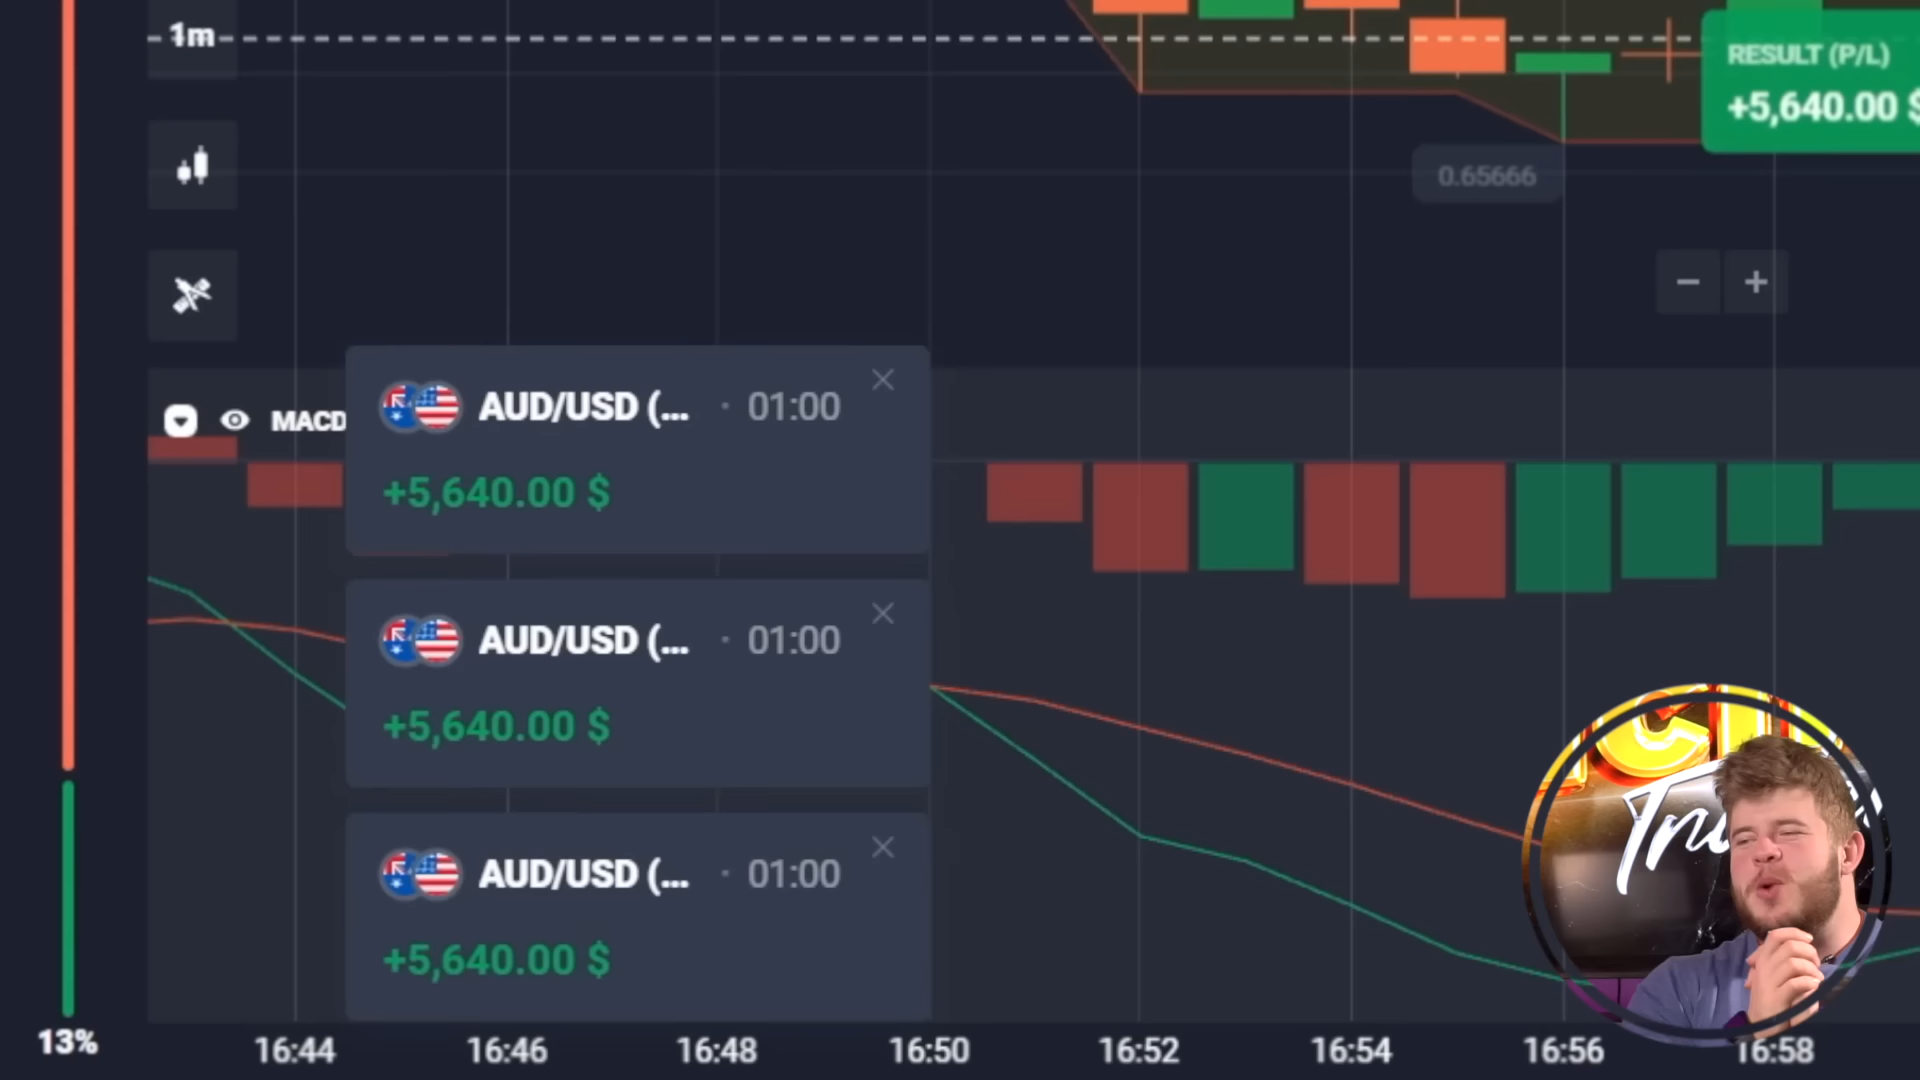 1m
RESULT (P/L)
+5,640.00 $
0.65666
MACD
AUD/USD (... · 01:00
+5,640.00 $
AUD/USD (... · 01:00
+5,640.00 $
AUD/USD (... · 01:00
+5,640.00 $
13%
16:44 16:46 16:48 16:50 16:52 16:54 16:56 16:58